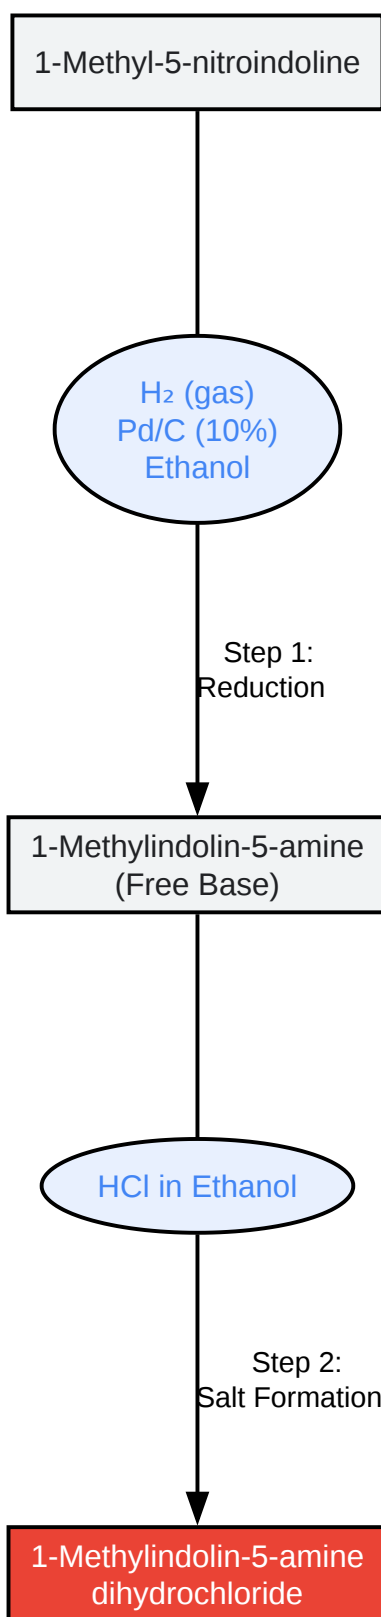 1-Methyl-5-nitroindoline
H₂ (gas)
Pd/C (10%)
Ethanol
Step 1:
Reduction
1-Methylindolin-5-amine
(Free Base)
HCl in Ethanol
Step 2:
Salt Formation
1-Methylindolin-5-amine
dihydrochloride